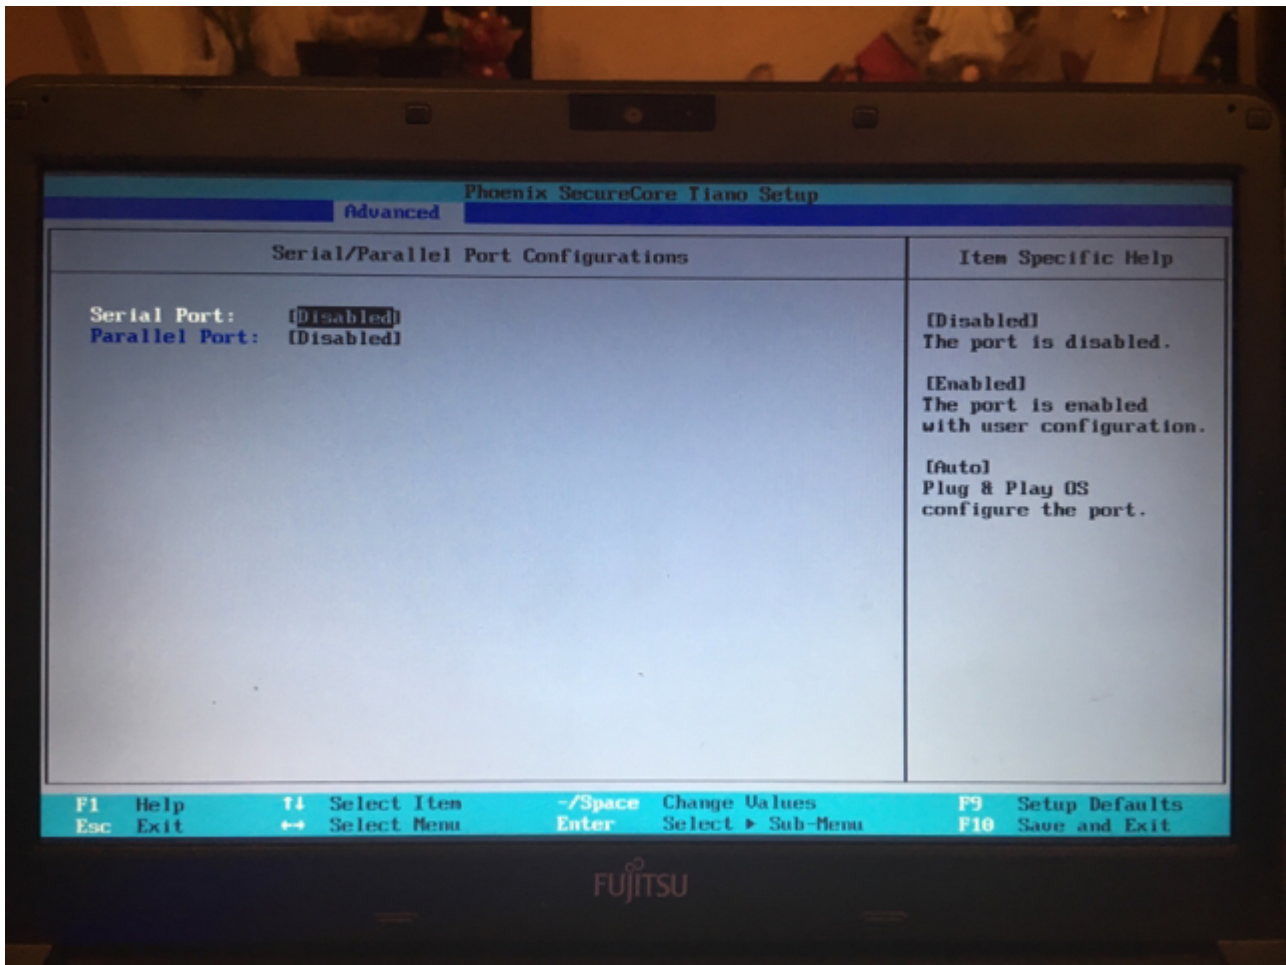 Phoenix SecureCore Tiano Setup
Advanced
Serial/Parallel Port Configurations
Item Specific Help
Serial Port: [Disabled]
Parallel Port: [Disabled]
[Disabled]
The port is disabled.
[Enabled]
The port is enabled
with user configuration.
[Auto]
Plug & Play OS
configure the port.
F1 Help ↑↓ Select Item -/Space Change Values F9 Setup Defaults
Esc Exit ↔ Select Menu Enter Select ▶ Sub-Menu F10 Save and Exit
FUJITSU